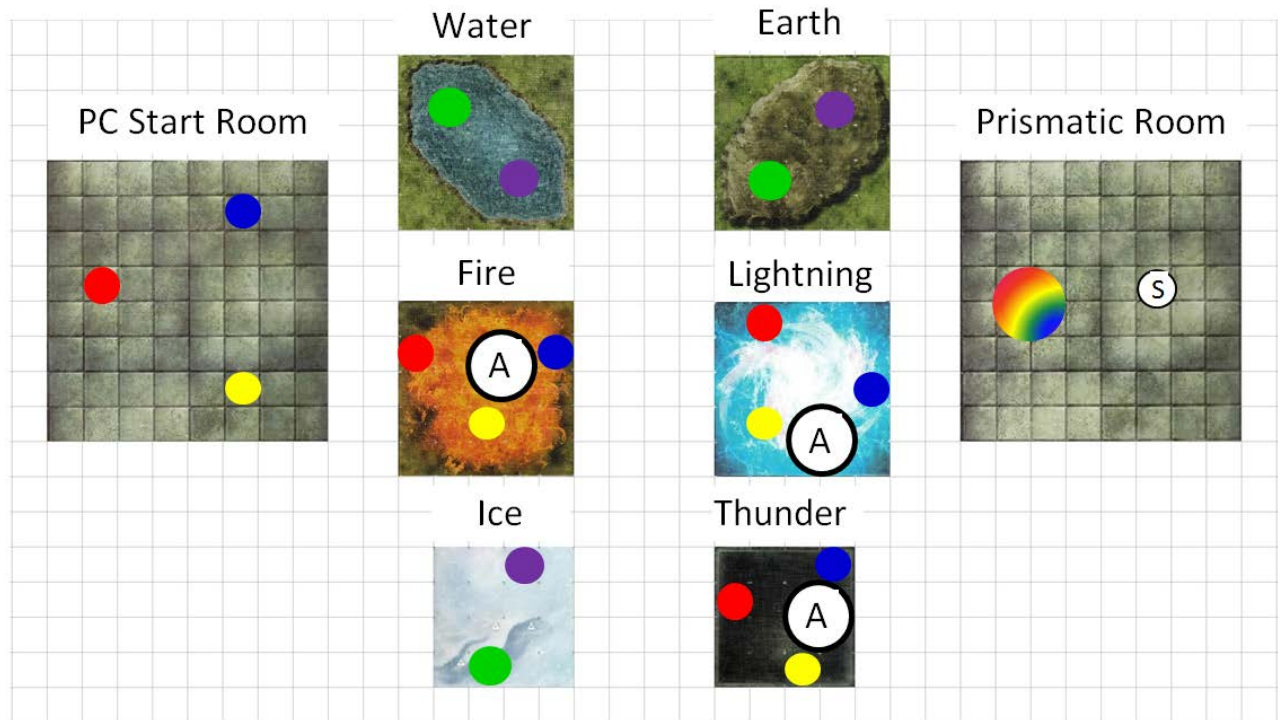 Water
Earth
PC Start Room
Prismatic Room
Fire
Lightning
A
A
S
Ice
Thunder
A